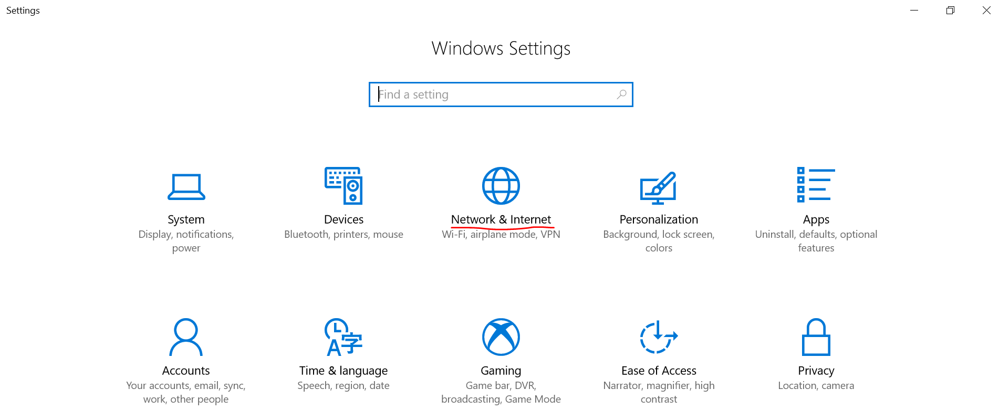 Settings
Windows Settings
Find a setting
System
Display, notifications,
power
Devices
Bluetooth, printers, mouse
Network & Internet
Wi-Fi, airplane mode, VPN
Personalization
Background, lock screen,
colors
Apps
Uninstall, defaults, optional
features
Accounts
Your accounts, email, sync,
work, other people
Time & language
Speech, region, date
Gaming
Game bar, DVR,
broadcasting, Game Mode
Ease of Access
Narrator, magnifier, high
contrast
Privacy
Location, camera